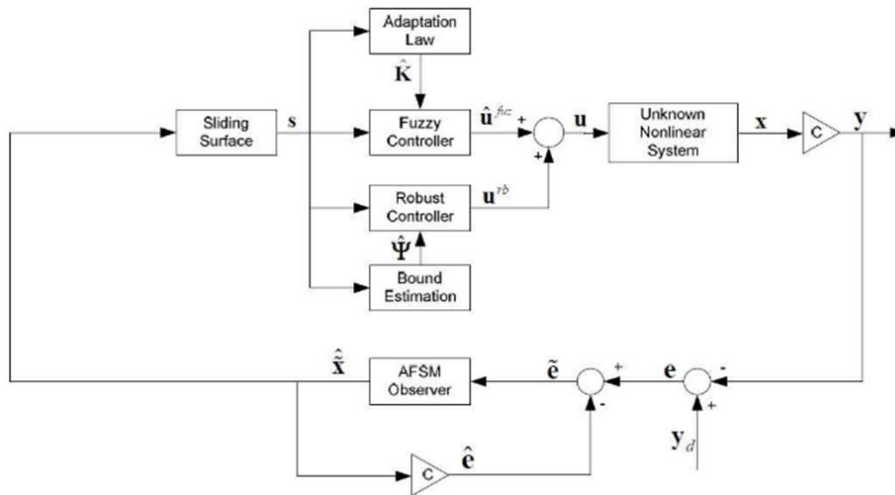 Adaptation
Law
K̂
Sliding
Surface
s
Fuzzy
Controller
û^fuz
+
+
u
Unknown
Nonlinear
System
x
C
y
Robust
Controller
u^rb
Ψ̂
Bound
Estimation
x̃̂
AFSM
Observer
ẽ
+
-
e
-
+
y_d
C
ê